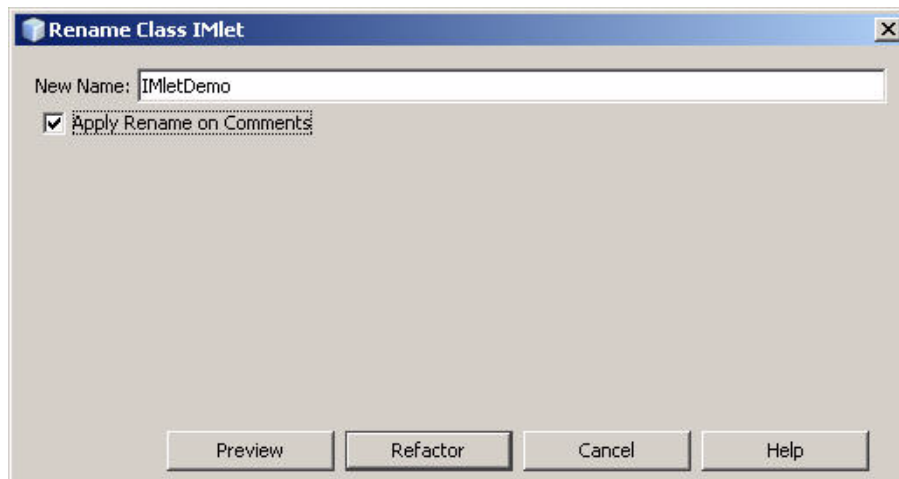 Rename Class IMlet
New Name: IMletDemo
Apply Rename on Comments
Preview Refactor Cancel Help